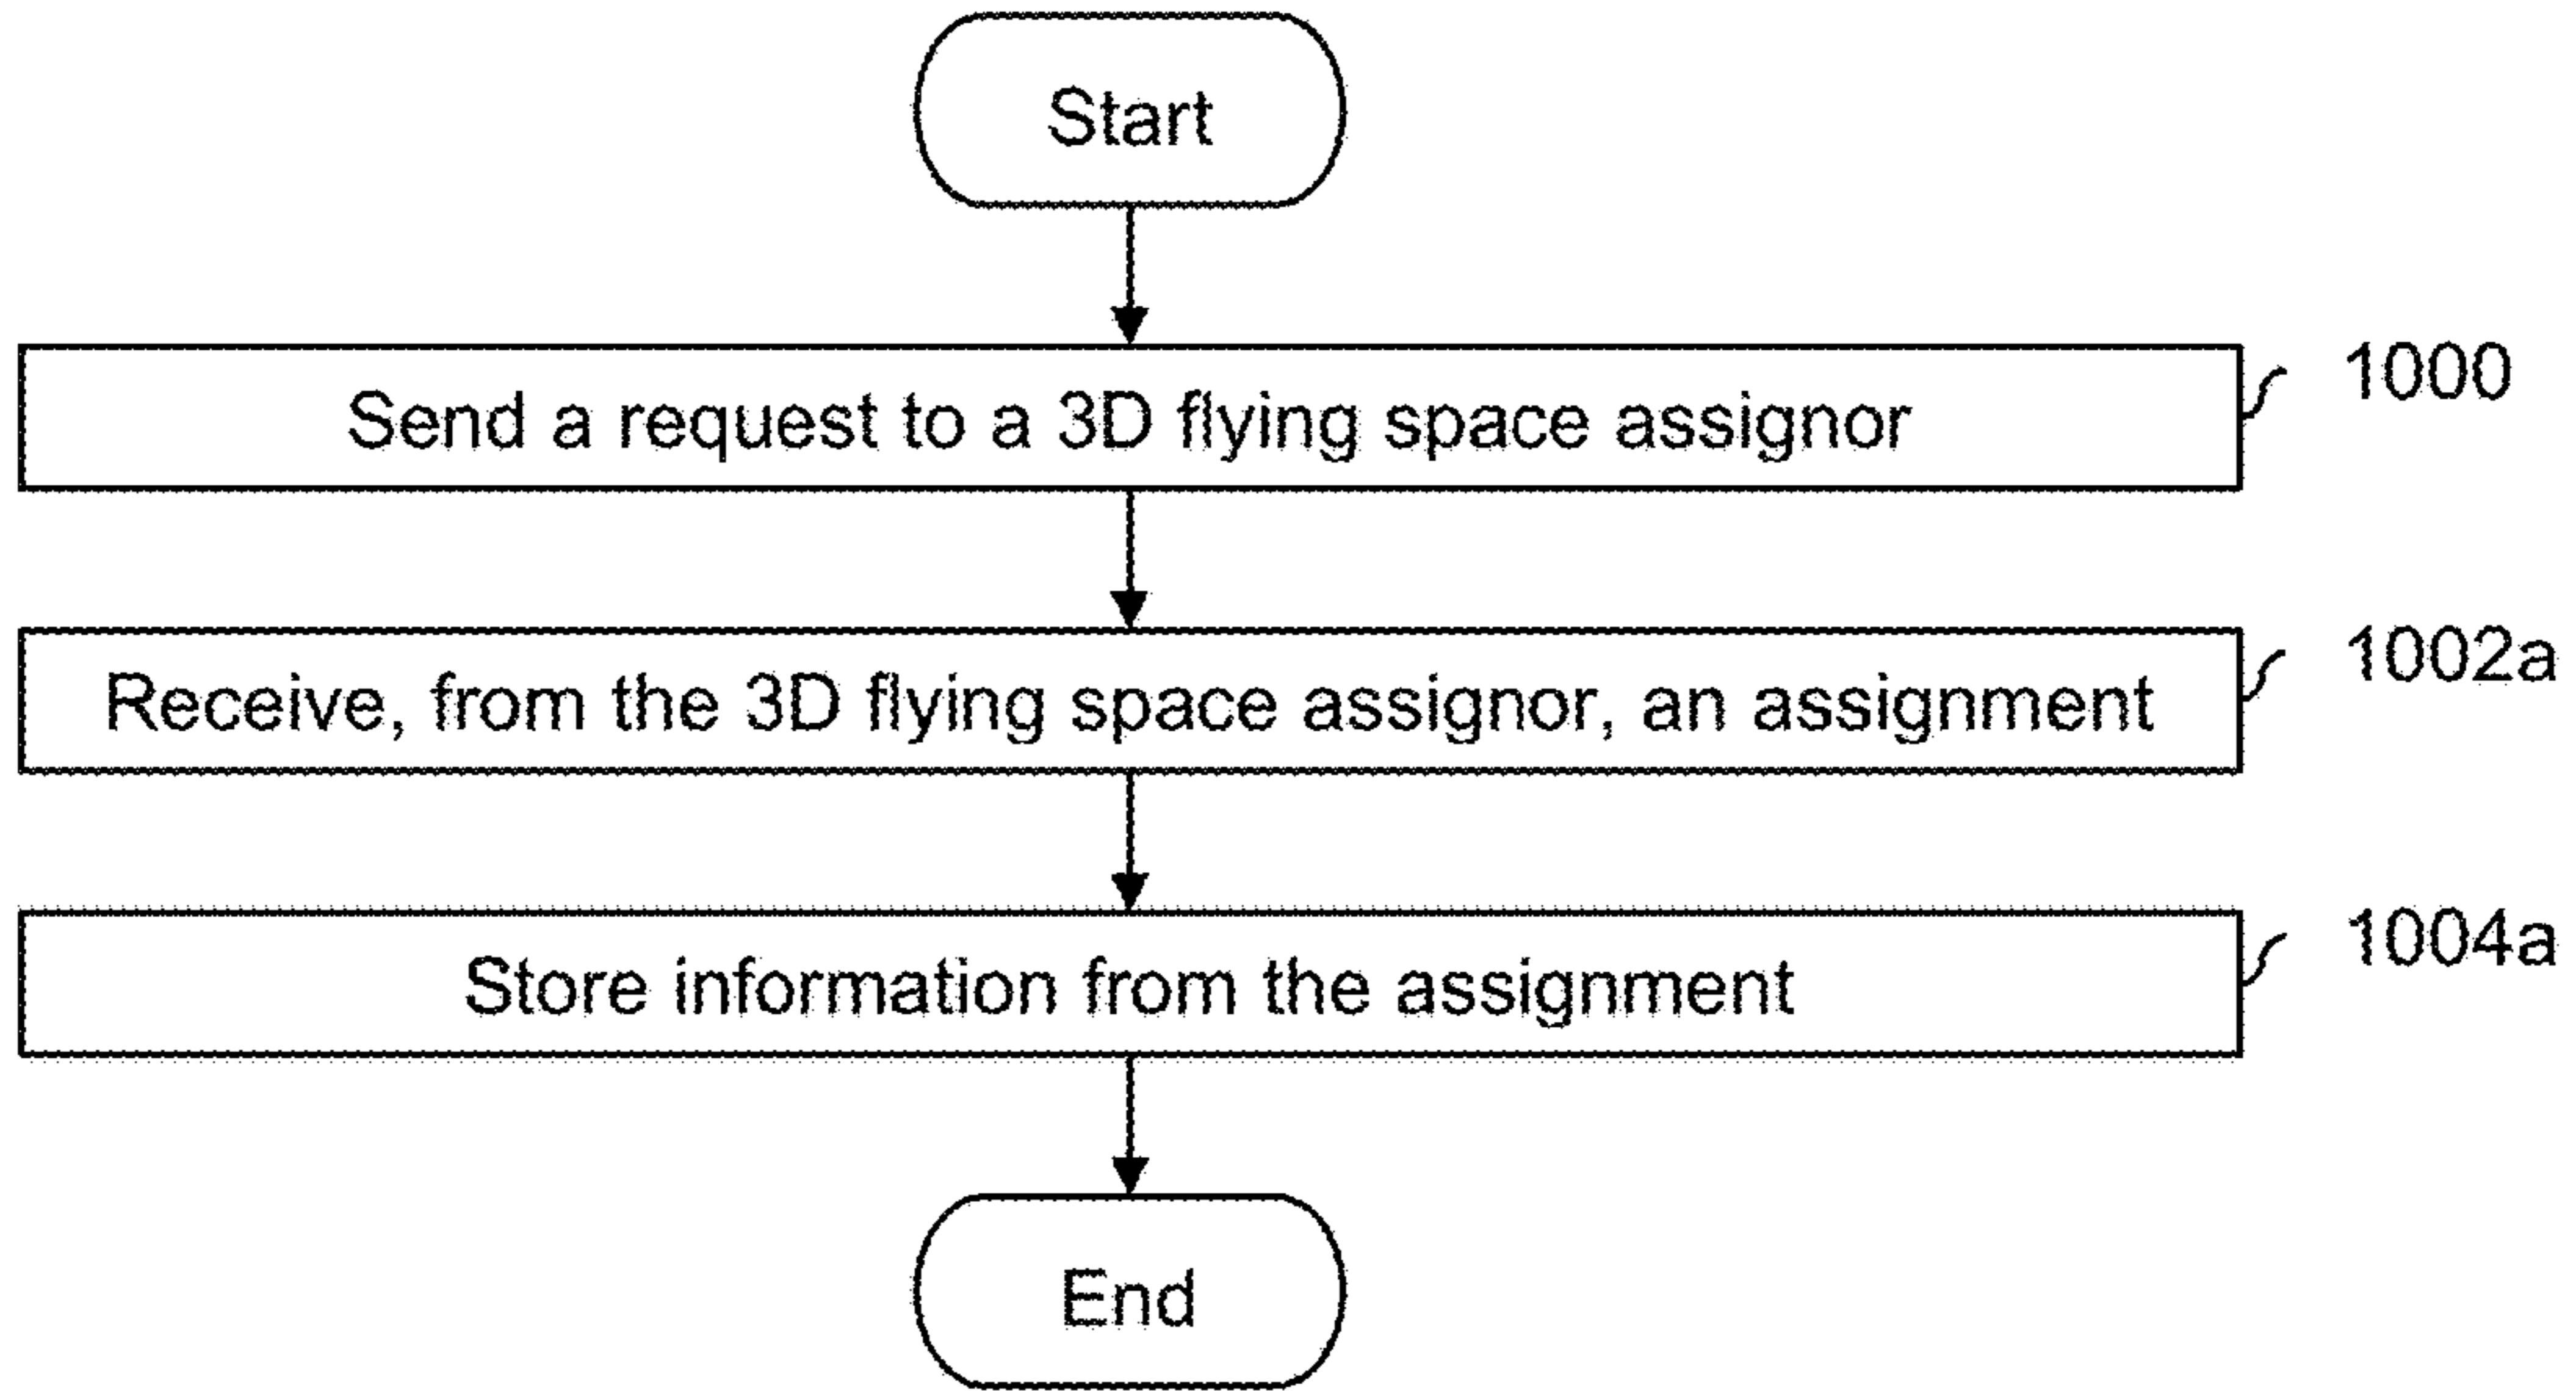 Start
Send a request to a 3D flying space assignor
1000
Receive, from the 3D flying space assignor, an assignment
1002a
Store information from the assignment
1004a
End